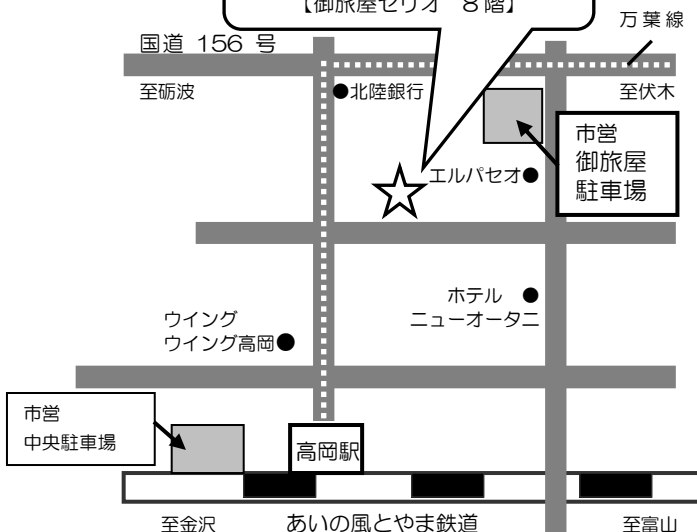 【御旅屋セリオ 8階】
万葉線
国道 156 号
至砺波
●北陸銀行
至伏木
市営
御旅屋
駐車場
エルパセオ●
ホテル ●
ニューオータニ
ウイング
ウイング高岡●
市営
中央駐車場
高岡駅
至金沢
あいの風とやま鉄道
至富山